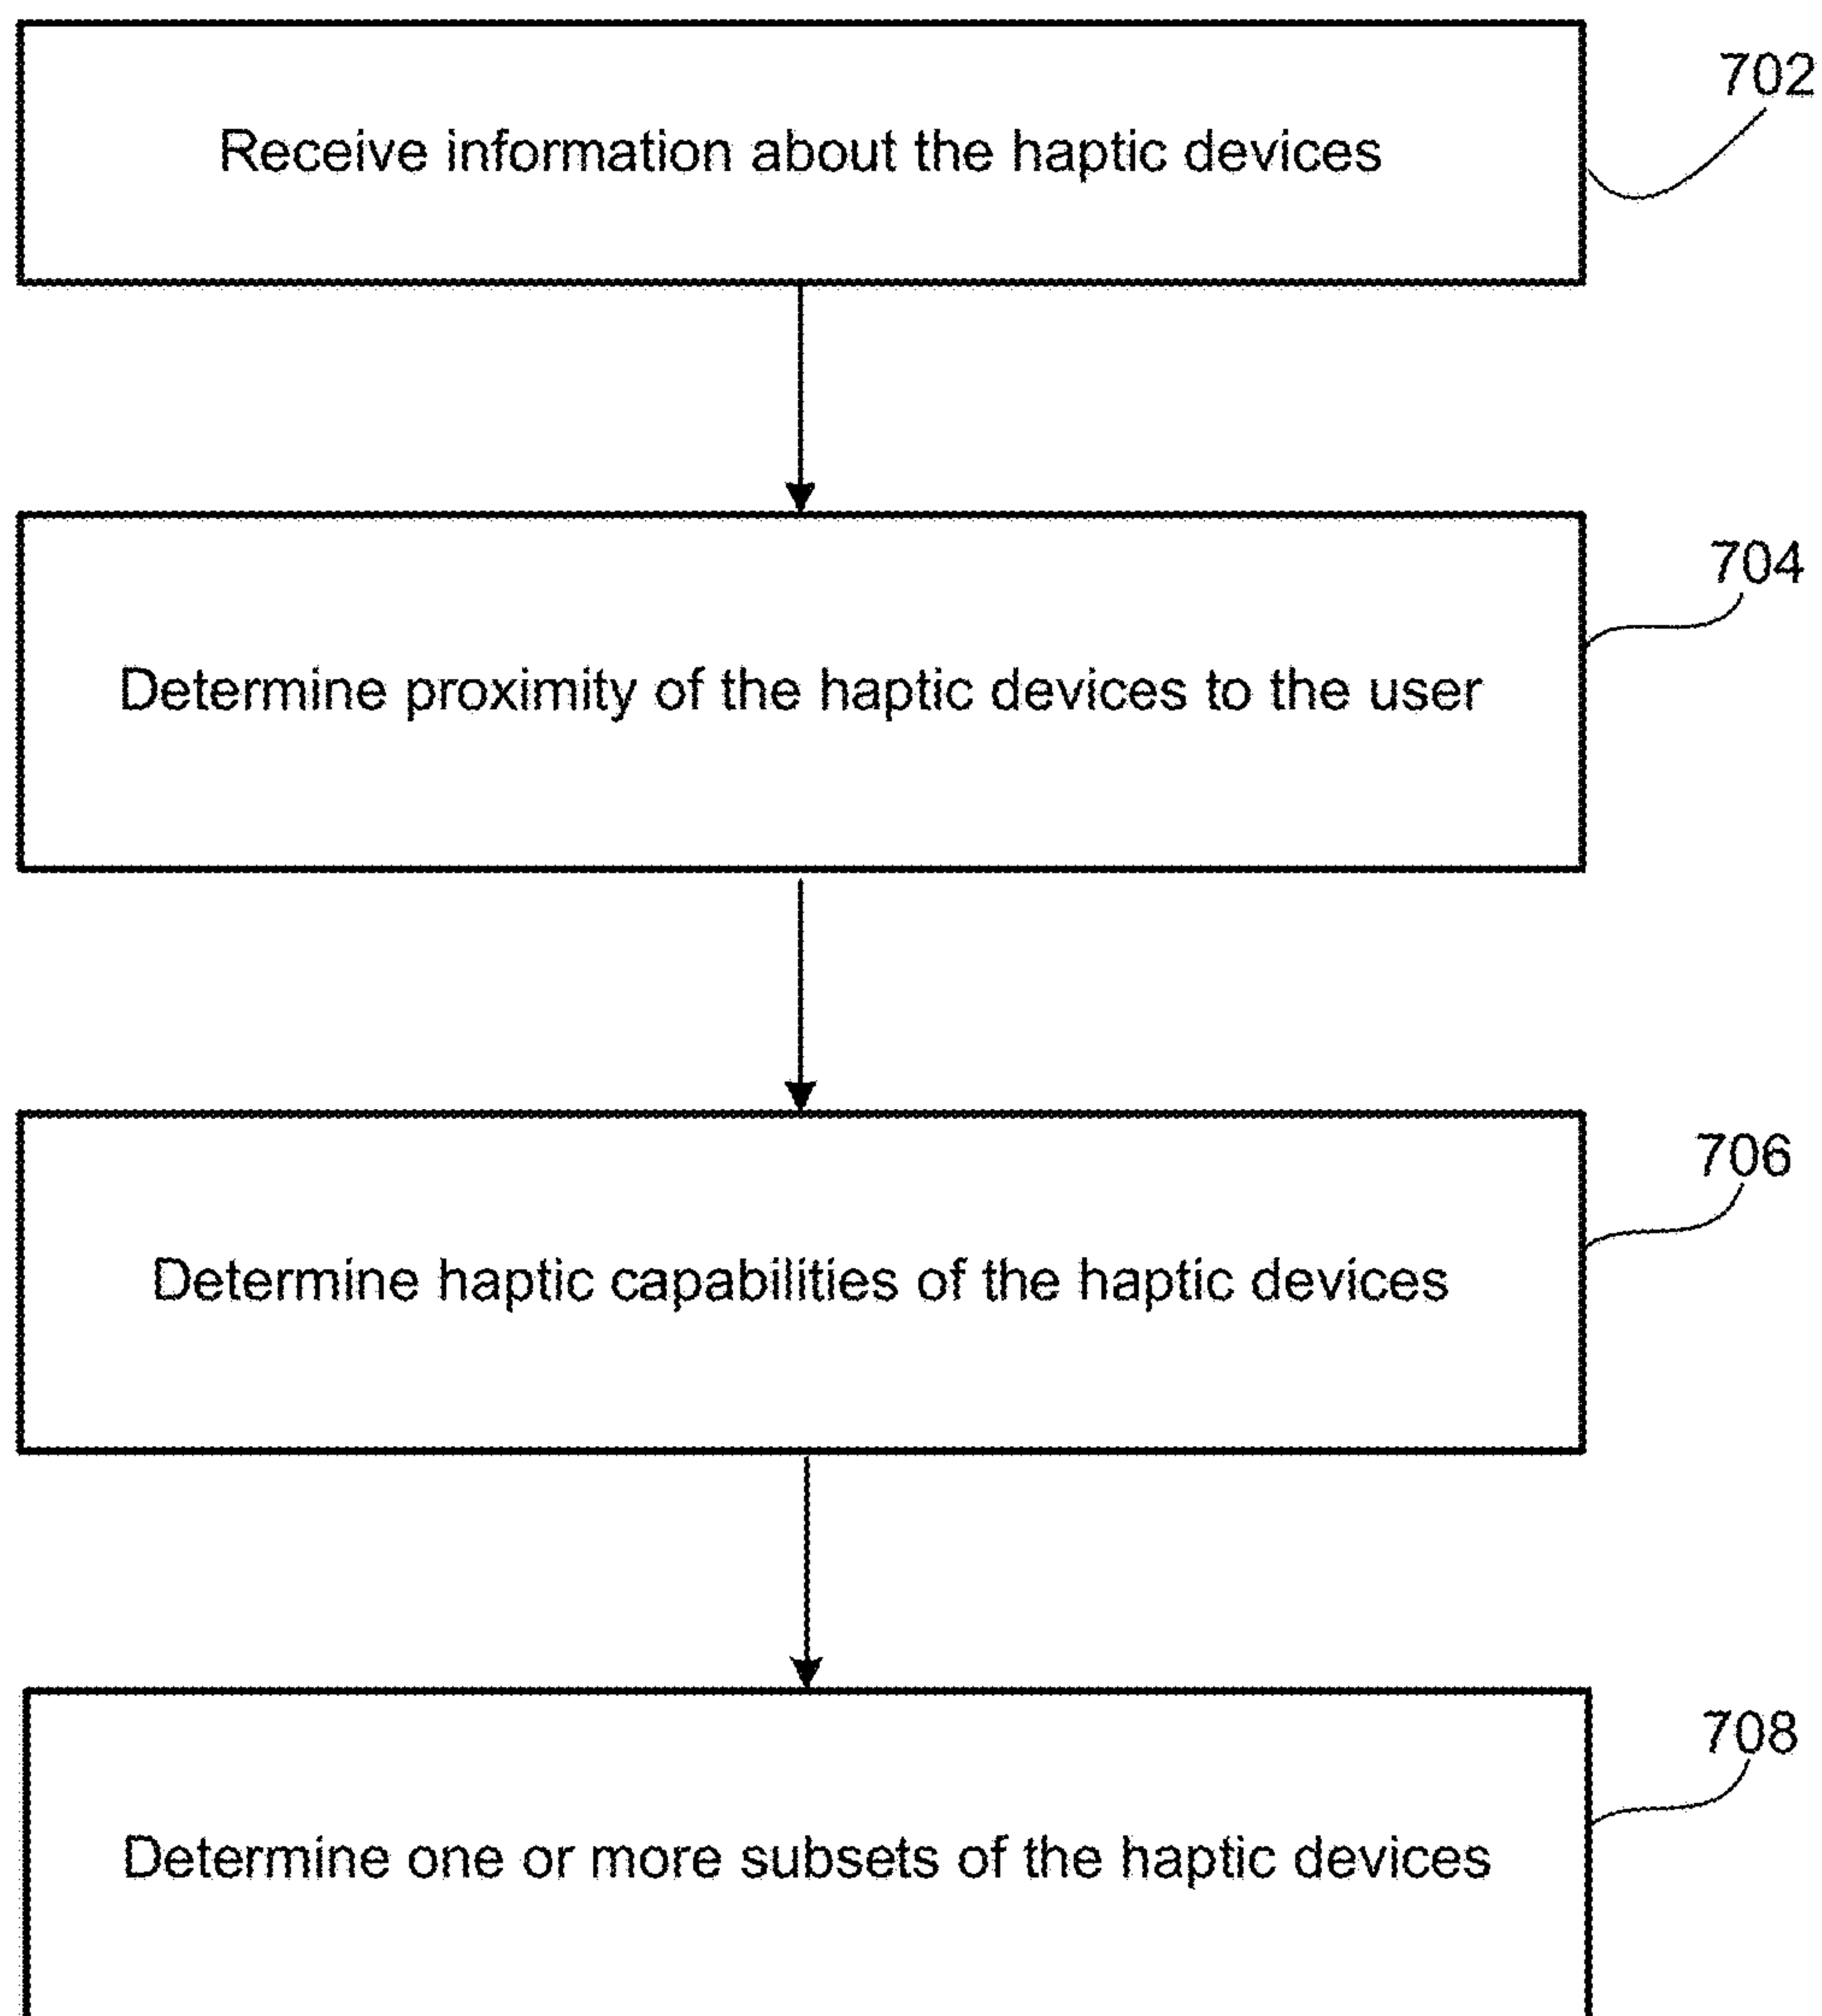 702
Receive information about the haptic devices
704
Determine proximity of the haptic devices to the user
706
Determine haptic capabilities of the haptic devices
708
Determine one or more subsets of the haptic devices